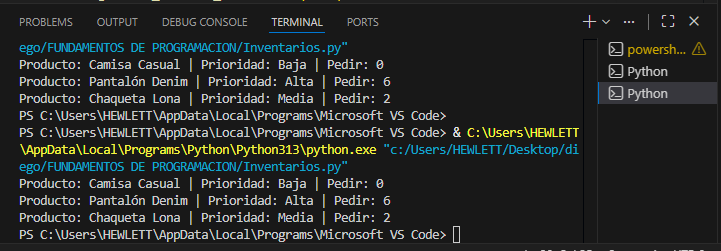 PROBLEMS OUTPUT DEBUG CONSOLE TERMINAL PORTS
ego/FUNDAMENTOS DE PROGRAMACION/Inventarios.py"
Producto: Camisa Casual | Prioridad: Baja | Pedir: 0
Producto: Pantalón Denim | Prioridad: Alta | Pedir: 6
Producto: Chaqueta Lona | Prioridad: Media | Pedir: 2
PS C:\Users\HEWLETT\AppData\Local\Programs\Microsoft VS Code>
PS C:\Users\HEWLETT\AppData\Local\Programs\Microsoft VS Code> & C:\Users\HEWLETT
\AppData\Local\Programs\Python\Python313\python.exe "c:/Users/HEWLETT/Desktop/di
ego/FUNDAMENTOS DE PROGRAMACION/Inventarios.py"
Producto: Camisa Casual | Prioridad: Baja | Pedir: 0
Producto: Pantalón Denim | Prioridad: Alta | Pedir: 6
Producto: Chaqueta Lona | Prioridad: Media | Pedir: 2
PS C:\Users\HEWLETT\AppData\Local\Programs\Microsoft VS Code>
powersh...
Python
Python